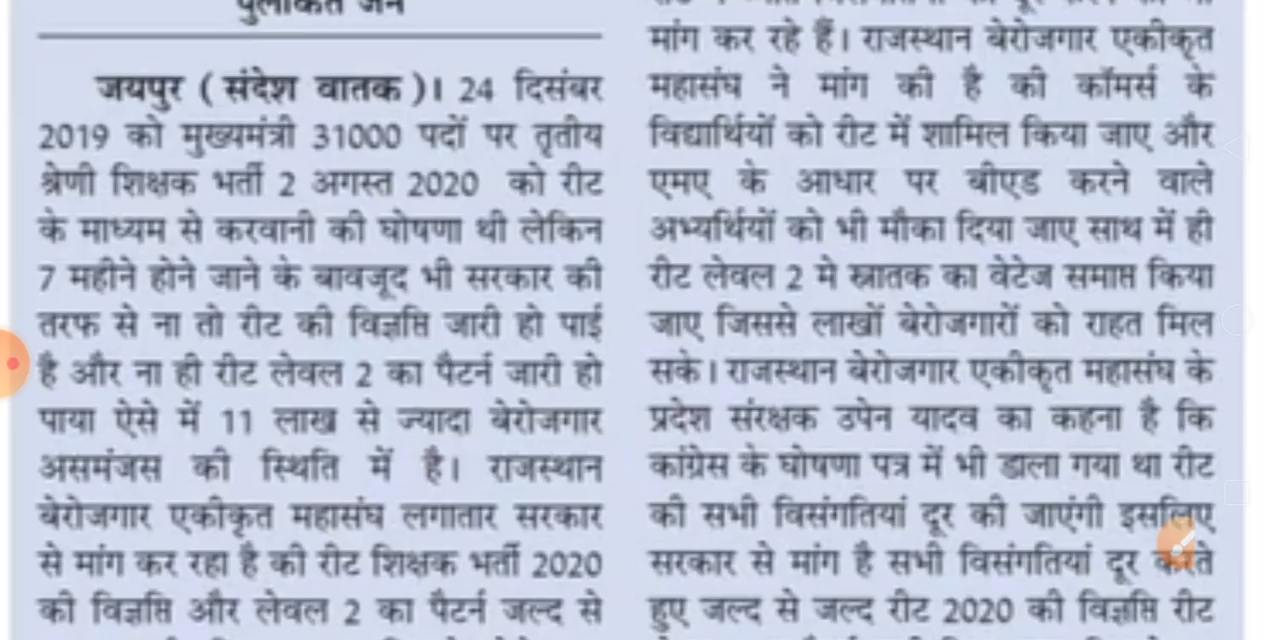 पुलकित जैन
जयपुर ( संदेश वातक )। 24 दिसंबर
2019 को मुख्यमंत्री 31000 पदों पर तृतीय
श्रेणी शिक्षक भर्ती 2 अगस्त 2020 को रीट
के माध्यम से करवानी की घोषणा थी लेकिन
7 महीने होने जाने के बावजूद भी सरकार की
तरफ से ना तो रीट की विज्ञप्ति जारी हो पाई
है और ना ही रीट लेवल 2 का पैटर्न जारी हो
पाया ऐसे में 11 लाख से ज्यादा बेरोजगार
असमंजस की स्थिति में है। राजस्थान
बेरोजगार एकीकृत महासंघ लगातार सरकार
से मांग कर रहा है की रीट शिक्षक भर्ती 2020
की विज्ञप्ति और लेवल 2 का पैटर्न जल्द से
मांग कर रहे हैं। राजस्थान बेरोजगार एकीकृत
महासंघ ने मांग की है की कॉमर्स के
विद्यार्थियों को रीट में शामिल किया जाए और
एमए के आधार पर बीएड करने वाले
अभ्यर्थियों को भी मौका दिया जाए साथ में ही
रीट लेवल 2 मे स्नातक का वेटेज समाप्त किया
जाए जिससे लाखों बेरोजगारों को राहत मिल
सके। राजस्थान बेरोजगार एकीकृत महासंघ के
प्रदेश संरक्षक उपेन यादव का कहना है कि
कांग्रेस के घोषणा पत्र में भी डाला गया था रीट
की सभी विसंगतियां दूर की जाएंगी इसलिए
सरकार से मांग है सभी विसंगतियां दूर करते
हुए जल्द से जल्द रीट 2020 की विज्ञप्ति रीट